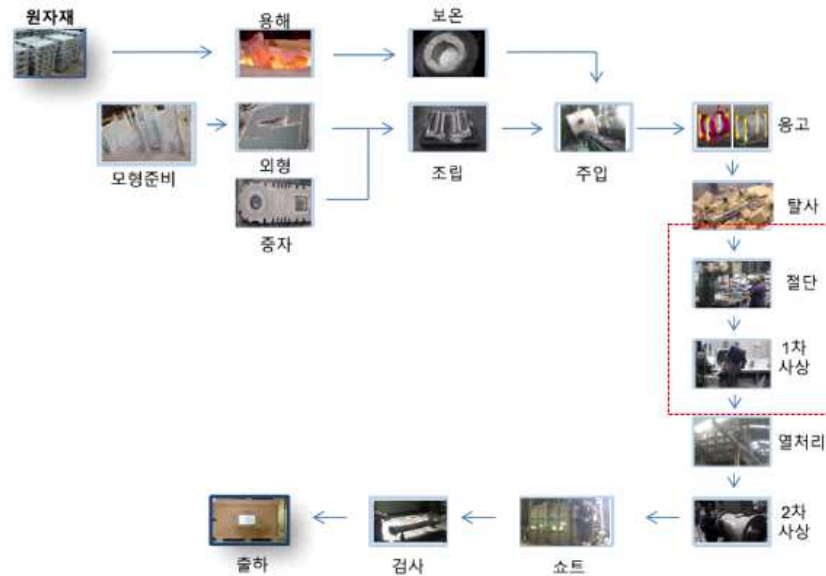 원자재
용해
보온
모형준비
외형
중자
조립
주입
응고
탈사
절단
1차
사상
열처리
2차
사상
쇼트
검사
출하